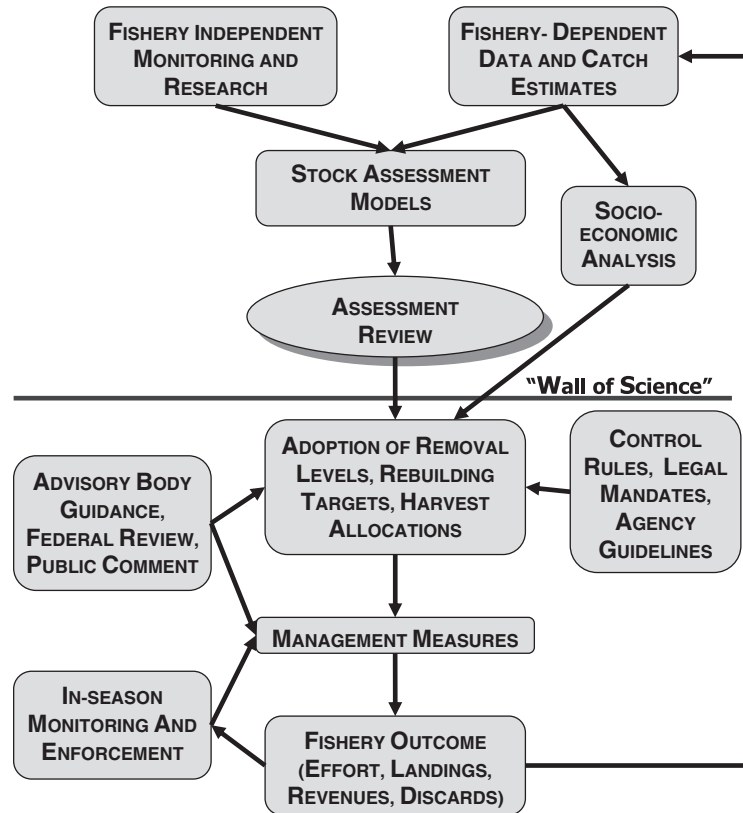 FISHERY INDEPENDENT
MONITORING AND
RESEARCH
FISHERY- DEPENDENT
DATA AND CATCH
ESTIMATES
STOCK ASSESSMENT
MODELS
SOCIO-
ECONOMIC
ANALYSIS
ASSESSMENT
REVIEW
"Wall of Science"
ADOPTION OF REMOVAL
LEVELS, REBUILDING
TARGETS, HARVEST
ALLOCATIONS
CONTROL
RULES, LEGAL
MANDATES,
AGENCY
GUIDELINES
ADVISORY BODY
GUIDANCE,
FEDERAL REVIEW,
PUBLIC COMMENT
MANAGEMENT MEASURES
IN-SEASON
MONITORING AND
ENFORCEMENT
FISHERY OUTCOME
(EFFORT, LANDINGS,
REVENUES, DISCARDS)